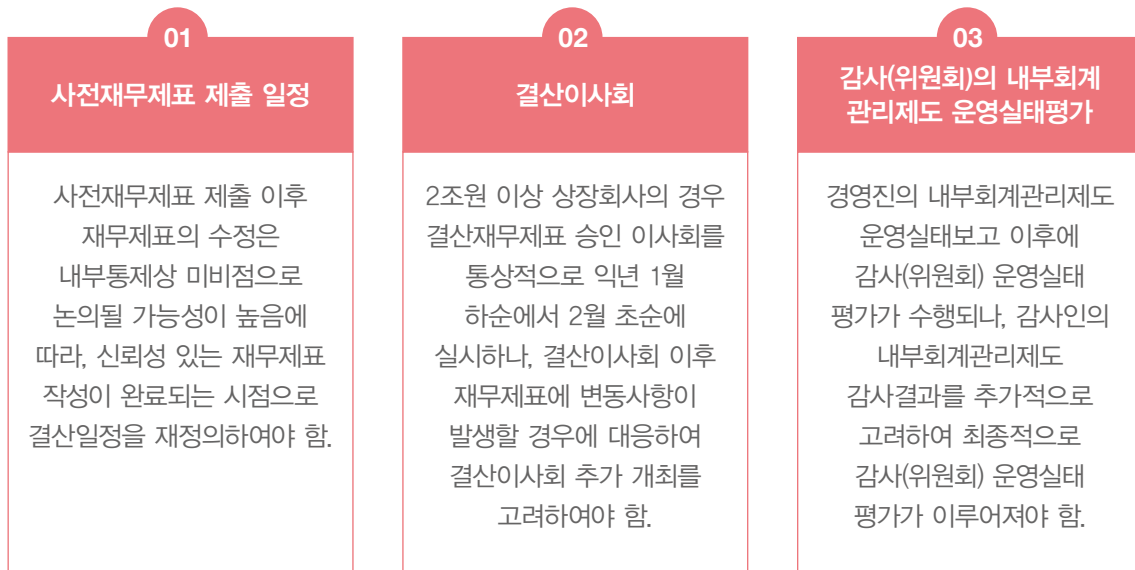 01
사전재무제표 제출 일정
사전재무제표 제출 이후
재무제표의 수정은
내부통제상 미비점으로
논의될 가능성이 높음에
따라, 신뢰성 있는 재무제표
작성이 완료되는 시점으로
결산일정을 재정의하여야 함.
02
결산이사회
2조원 이상 상장회사의 경우
결산재무제표 승인 이사회를
통상적으로 익년 1월
하순에서 2월 초순에
실시하나, 결산이사회 이후
재무제표에 변동사항이
발생할 경우에 대응하여
결산이사회 추가 개최를
고려하여야 함.
03
감사(위원회)의 내부회계
관리제도 운영실태평가
경영진의 내부회계관리제도
운영실태보고 이후에
감사(위원회) 운영실태
평가가 수행되나, 감사인의
내부회계관리제도
감사결과를 추가적으로
고려하여 최종적으로
감사(위원회) 운영실태
평가가 이루어져야 함.